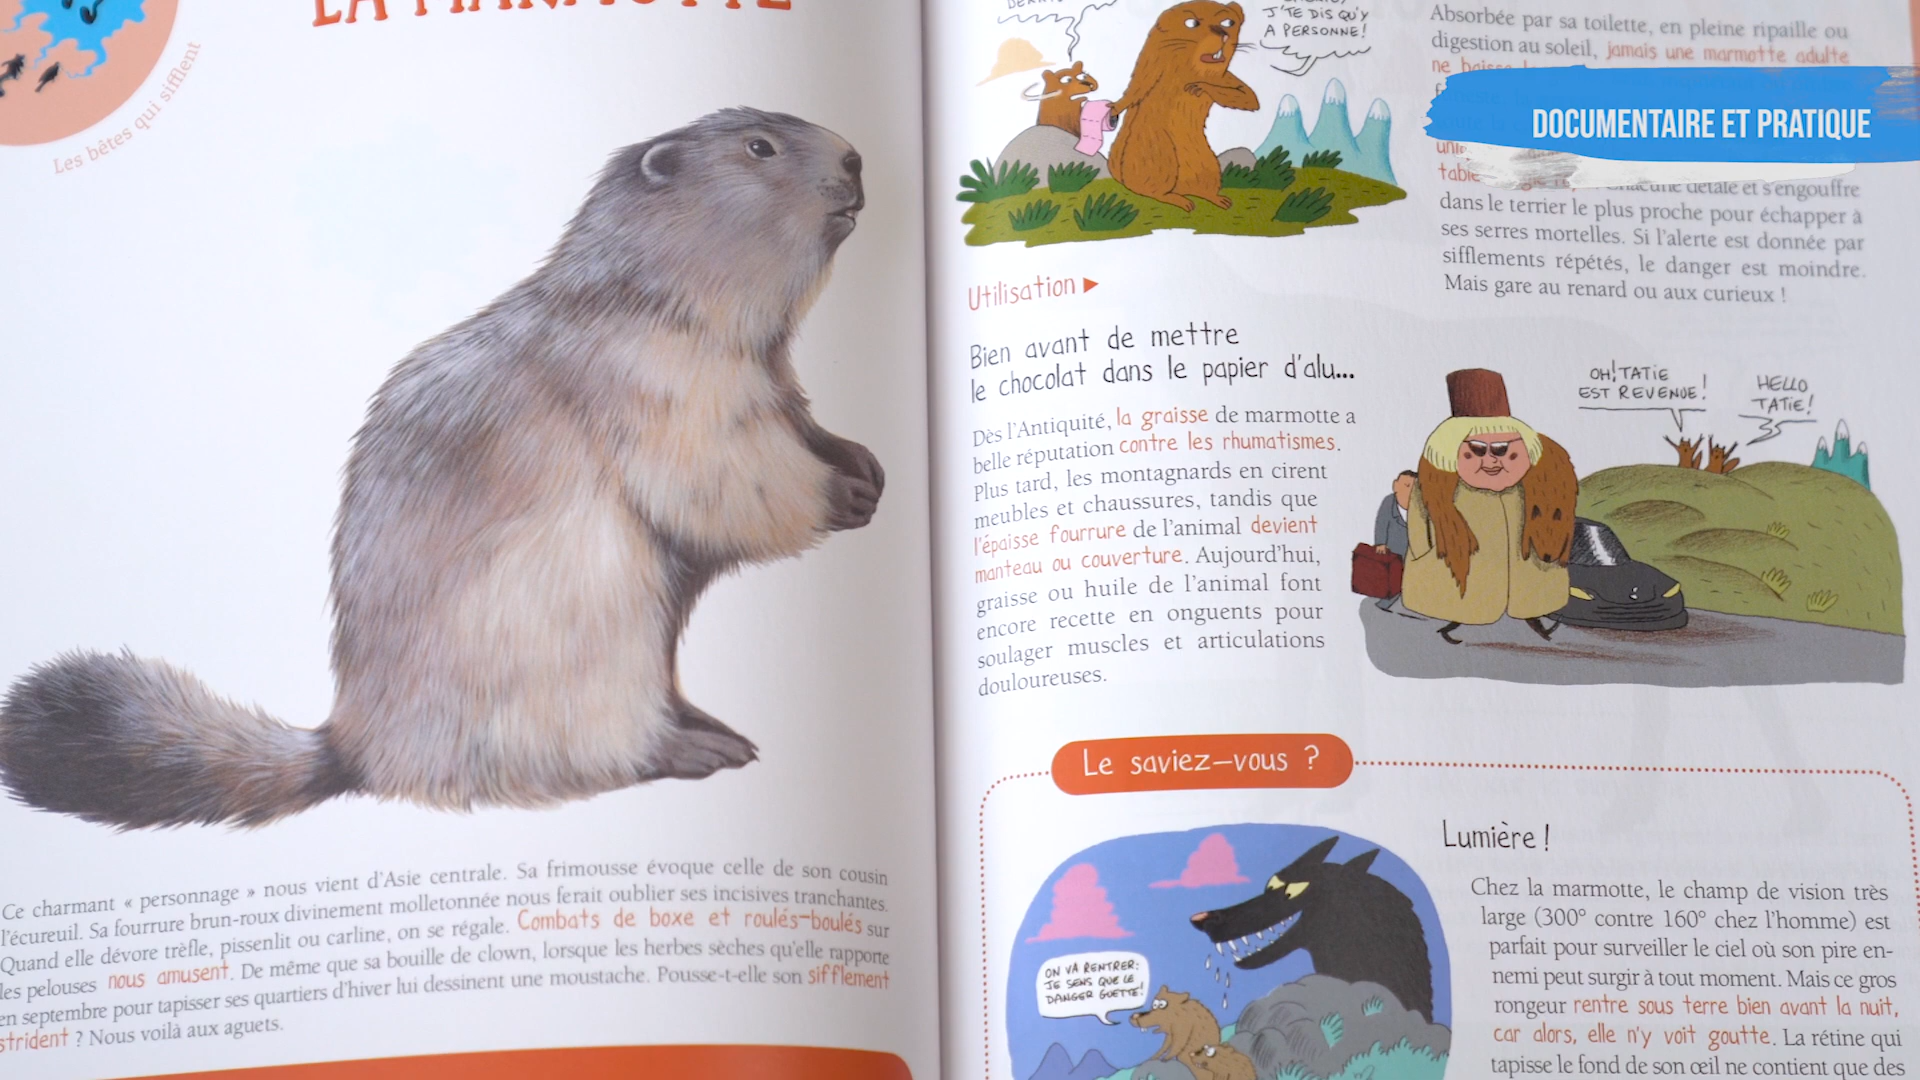 LA MARMOTTE
Les bêtes qui sifflent
Ce charmant « personnage » nous vient d'Asie centrale. Sa frimousse évoque celle de son cousin
l'écureuil. Sa fourrure brun-roux divinement molletonnée nous ferait oublier ses incisives tranchantes.
Quand elle dévore trèfle, pissenlit ou carline, on se régale. Combats de boxe et roulés-boulés sur
les pelouses nous amusent. De même que sa bouille de clown, lorsque les herbes sèches qu'elle rapporte
en septembre pour tapisser ses quartiers d'hiver lui dessinent une moustache. Pousse-t-elle son sifflement
strident ? Nous voilà aux aguets.
J'TE DIS QU'Y
A PERSONNE!
Utilisation ▶
Bien avant de mettre
le chocolat dans le papier d'alu...
Dès l'Antiquité, la graisse de marmotte a
belle réputation contre les rhumatismes.
Plus tard, les montagnards en cirent
meubles et chaussures, tandis que
l'épaisse fourrure de l'animal devient
manteau ou couverture. Aujourd'hui,
graisse ou huile de l'animal font
encore recette en onguents pour
soulager muscles et articulations
douloureuses.
Absorbée par sa toilette, en pleine ripaille ou
digestion au soleil, jamais une marmotte adulte
ne baisse
DOCUMENTAIRE ET PRATIQUE
table
détale et s'engouffre
dans le terrier le plus proche pour échapper à
ses serres mortelles. Si l'alerte est donnée par
sifflements répétés, le danger est moindre.
Mais gare au renard ou aux curieux !
OH! TATIE
EST REVENUE!
HELLO
TATIE!
Le saviez-vous ?
ON VA RENTRER:
JE SENS QUE LE
DANGER GUETTE!
Lumière !
Chez la marmotte, le champ de vision très
large (300° contre 160° chez l'homme) est
parfait pour surveiller le ciel où son pire en-
nemi peut surgir à tout moment. Mais ce gros
rongeur rentre sous terre bien avant la nuit,
car alors, elle n'y voit goutte. La rétine qui
tapisse le fond de son œil ne contient que des